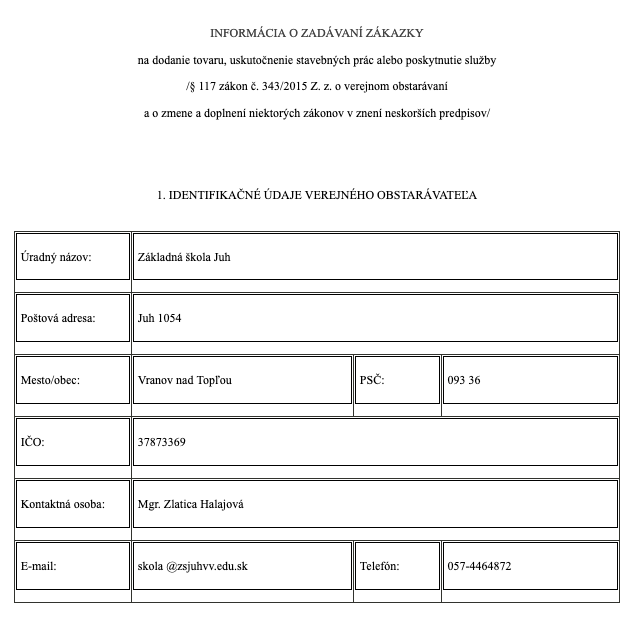 INFORMÁCIA O ZADÁVANÍ ZÁKAZKY
na dodanie tovaru, uskutočnenie stavebných prác alebo poskytnutie služby
/§ 117 zákon č. 343/2015 Z. z. o verejnom obstarávaní
a o zmene a doplnení niektorých zákonov v znení neskorších predpisov/
1. IDENTIFIKAČNÉ ÚDAJE VEREJNÉHO OBSTARÁVATEĽA
Úradný názov: Základná škola Juh
Poštová adresa: Juh 1054
Mesto/obec: Vranov nad Topľou PSČ: 093 36
IČO: 37873369
Kontaktná osoba: Mgr. Zlatica Halajová
E-mail: skola @zsjuhvv.edu.sk Telefón: 057-4464872